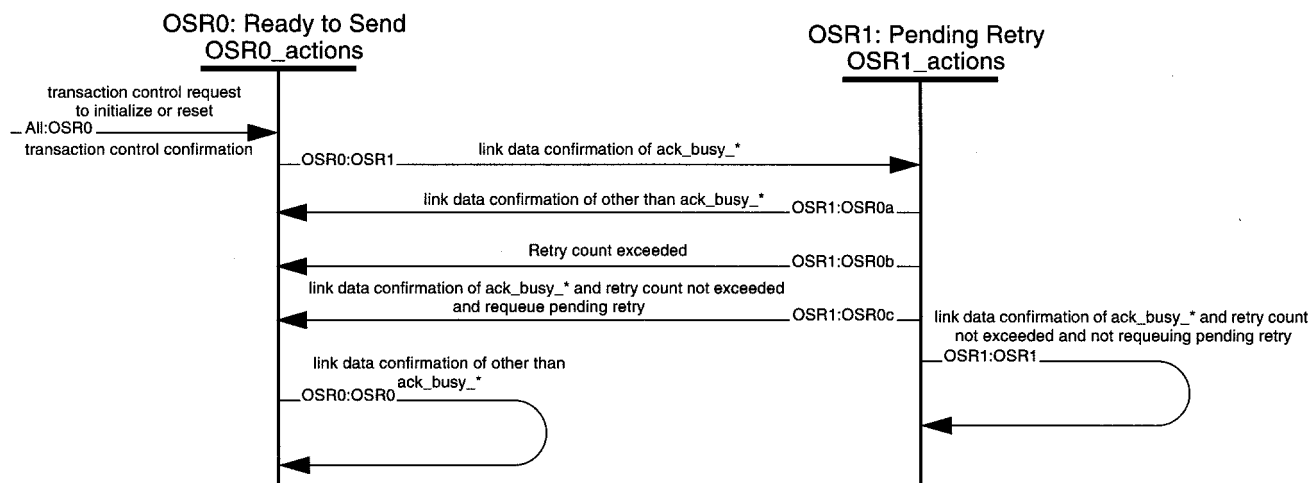 OSR0: Ready to Send
OSR0_actions
OSR1: Pending Retry
OSR1_actions
transaction control request
to initialize or reset
All:OSR0
transaction control confirmation
OSR0:OSR1
link data confirmation of ack_busy_*
link data confirmation of other than ack_busy_*
OSR1:OSR0a
Retry count exceeded
OSR1:OSR0b
link data confirmation of ack_busy_* and retry count not exceeded
and requeue pending retry
OSR1:OSR0c
link data confirmation of ack_busy_* and retry count
not exceeded and not requeuing pending retry
OSR1:OSR1
link data confirmation of other than
ack_busy_*
OSR0:OSR0